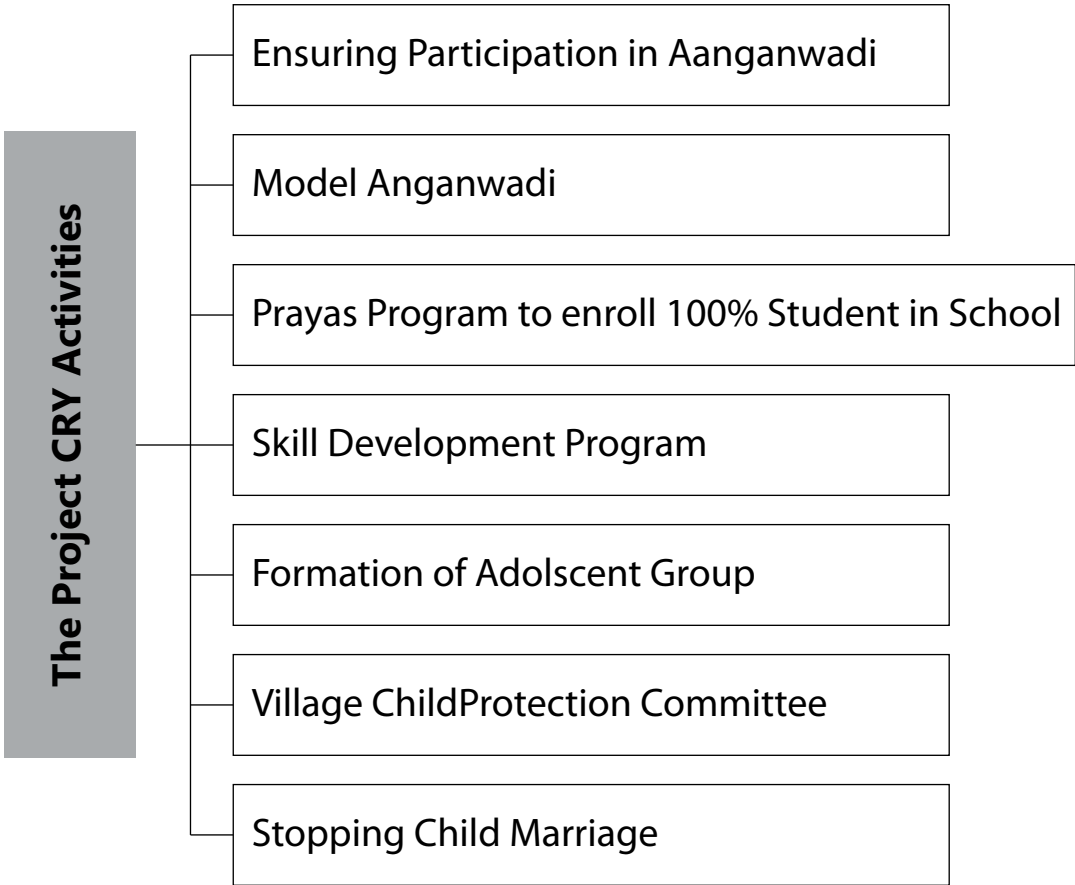 The Project CRY Activities
Ensuring Participation in Aanganwadi
Model Anganwadi
Prayas Program to enroll 100% Student in School
Skill Development Program
Formation of Adolscent Group
Village ChildProtection Committee
Stopping Child Marriage